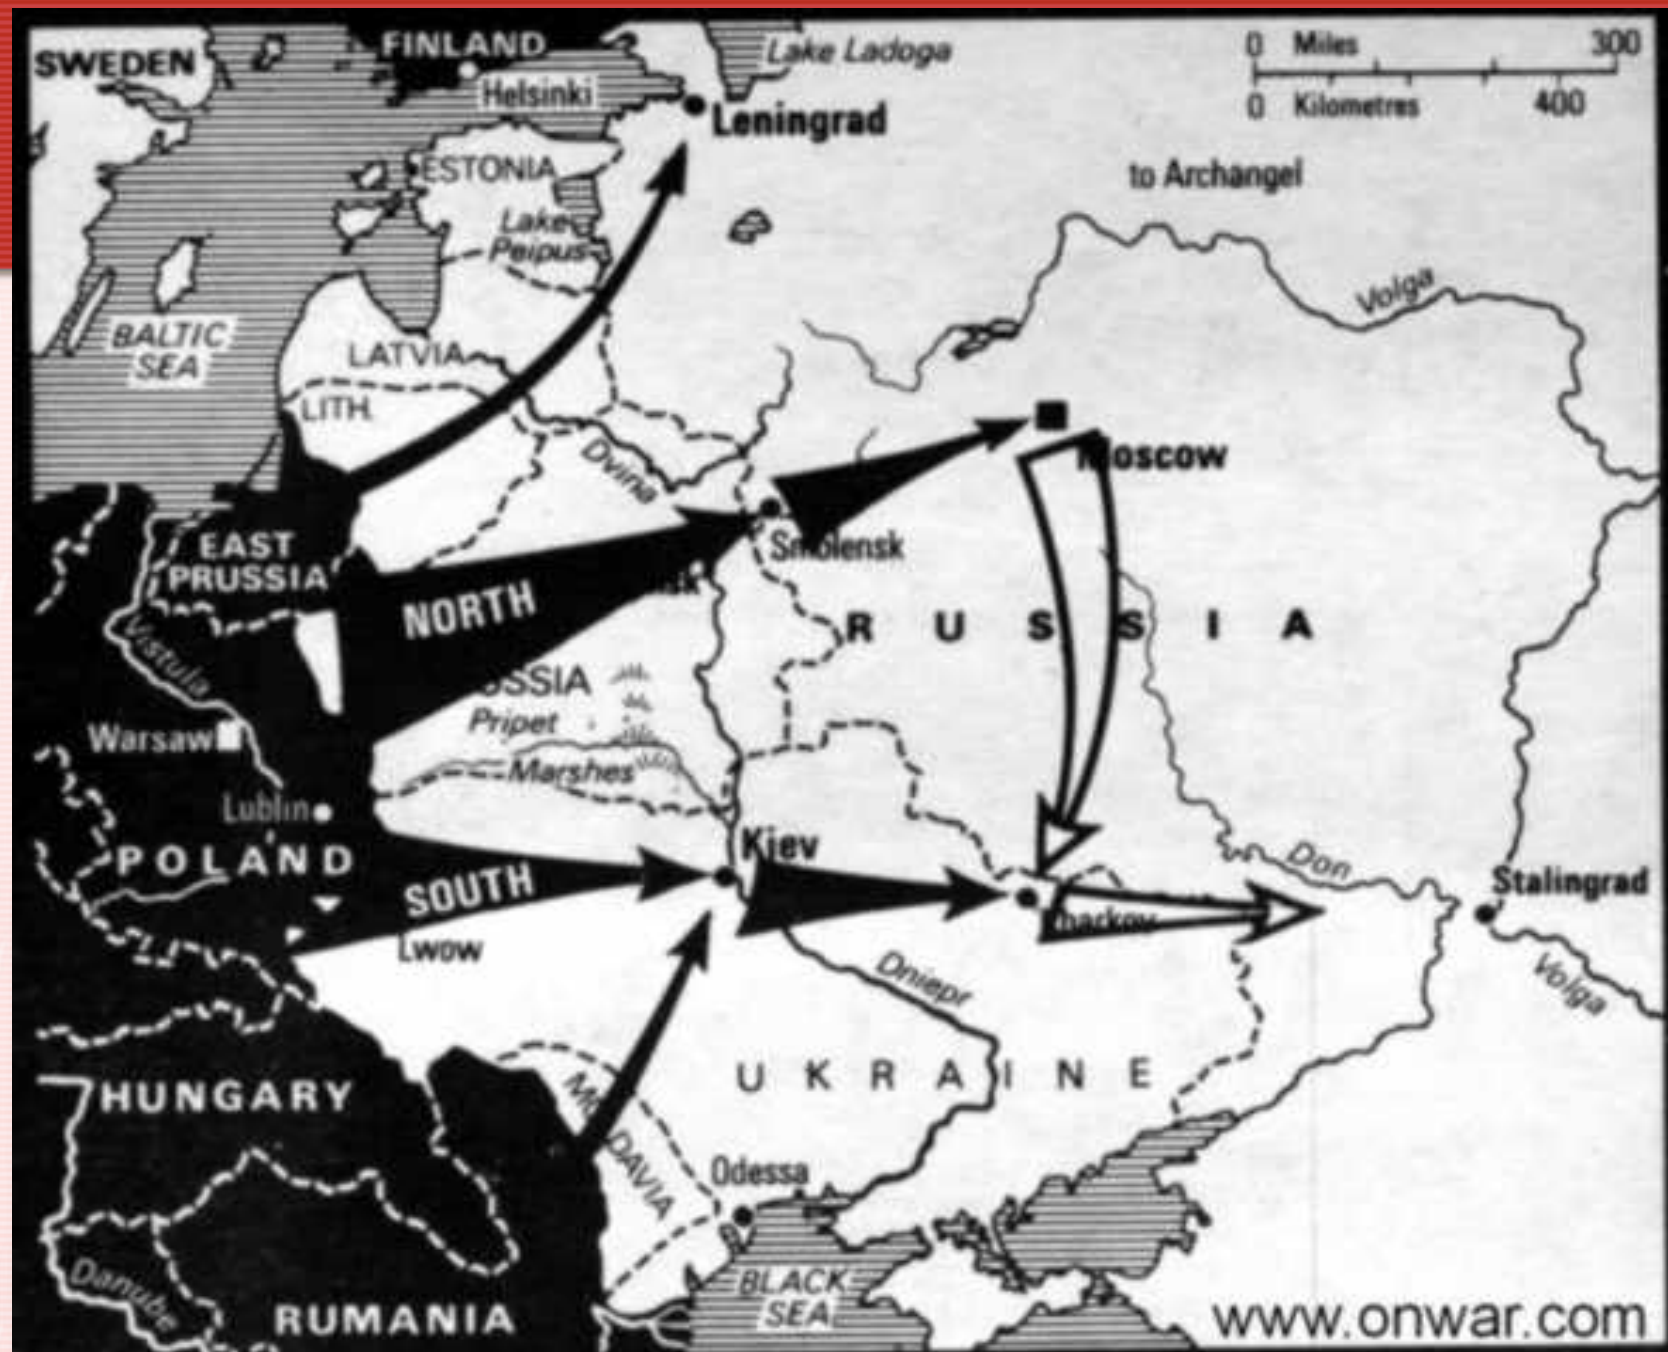 SWEDEN
FINLAND
Helsinki
Lake Ladoga
0 Miles 300
0 Kilometres 400
Leningrad
to Archangel
ESTONIA
Lake
Peipus
Volga
BALTIC
SEA
LATVIA
LITH.
Dvina
Moscow
EAST
PRUSSIA
Smolensk
NORTH
RUSSIA
Vistula
Pripet
Marshes
Warsaw
Lublin
Kiev
POLAND
SOUTH
Don
Stalingrad
Kharkov
Lwow
Dniepr
Volga
UKRAINE
HUNGARY
MOLDAVIA
Odessa
Danube
BLACK
SEA
RUMANIA
www.onwar.com